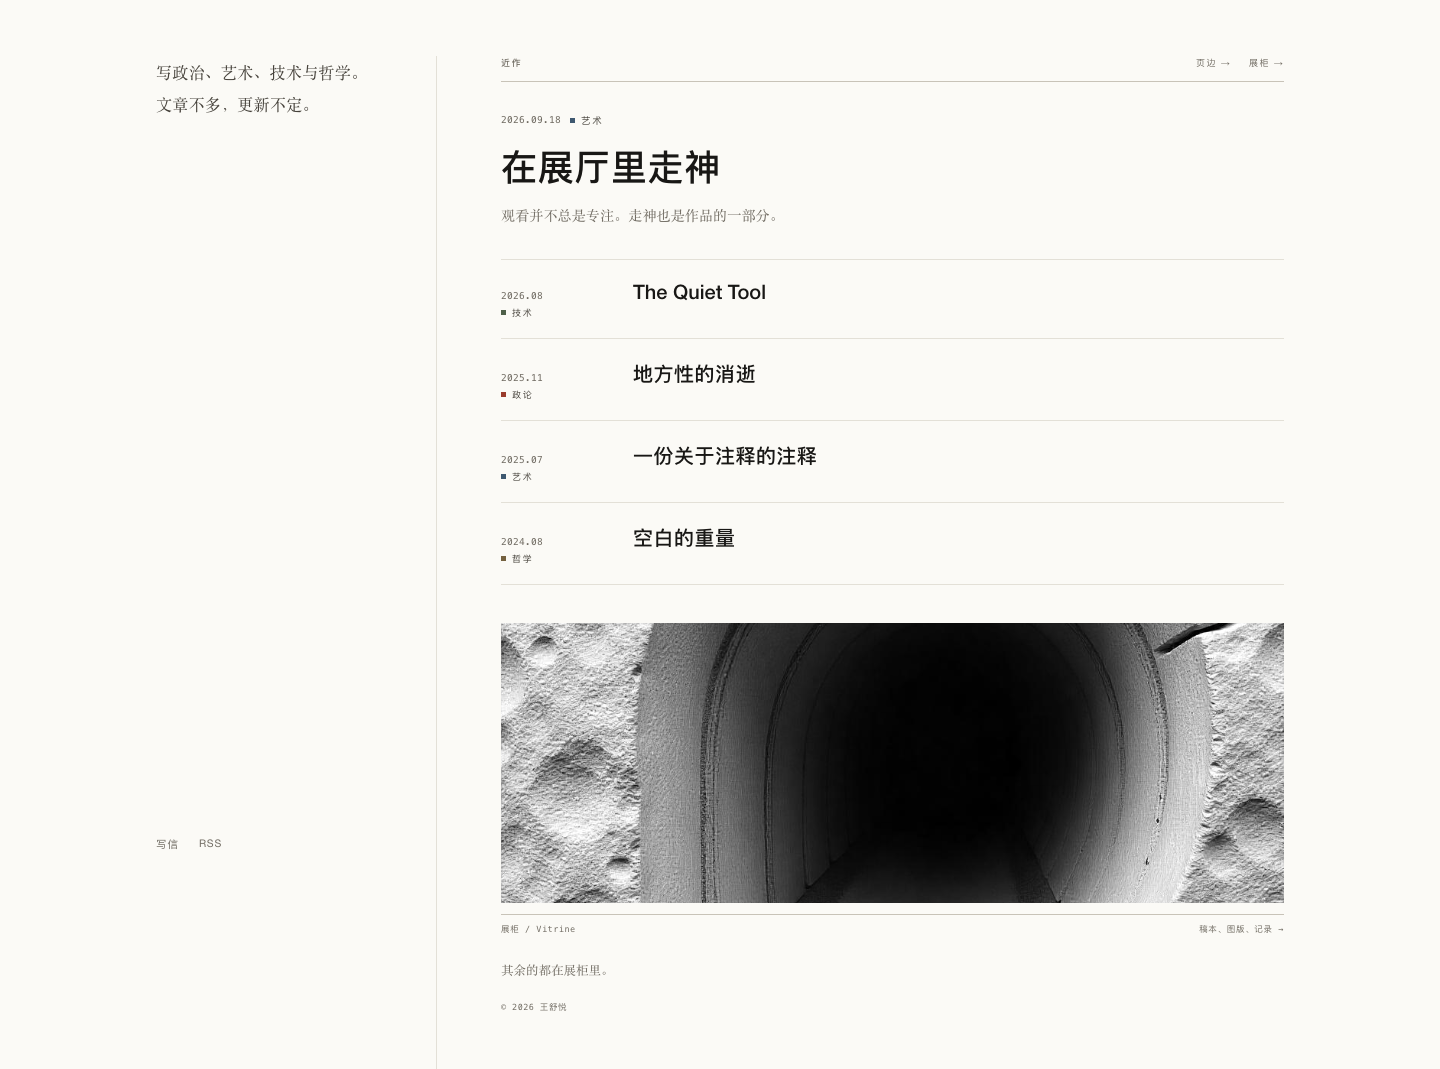 写政治、艺术、技术与哲学。
文章不多，更新不定。
写信 RSS
近作 页边 → 展柜 →
2026.09.18 艺术
在展厅里走神
观看并不总是专注。走神也是作品的一部分。
2026.08 The Quiet Tool
技术
2025.11 地方性的消逝
政论
2025.07 一份关于注释的注释
艺术
2024.08 空白的重量
哲学
展柜 / Vitrine 稿本、图版、记录 →
其余的都在展柜里。
© 2026 王舒悦